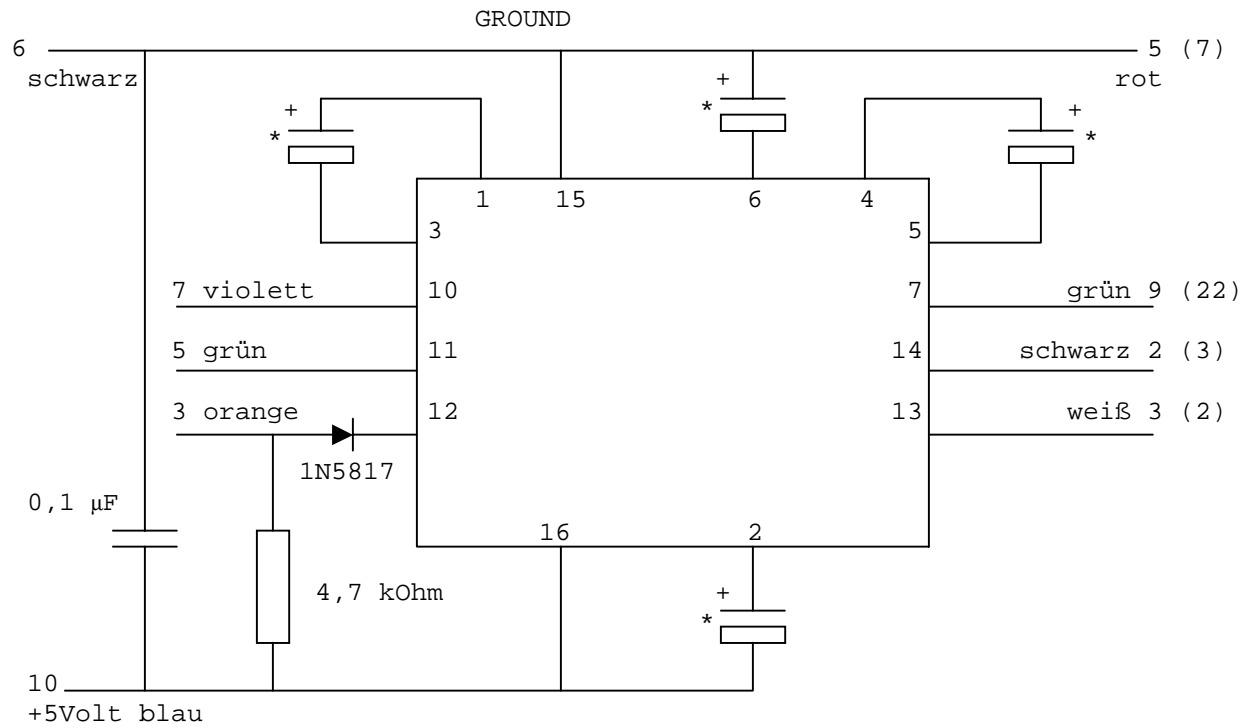 GROUND
6 5 (7)
schwarz rot
+ + +
* * *
1 15 6 4
3 5
7 violett 10 7 grün 9 (22)
5 grün 11 14 schwarz 2 (3)
3 orange 12 13 weiß 3 (2)
1N5817
0,1 µF
16 2
4,7 kOhm +
*
10
+5Volt blau